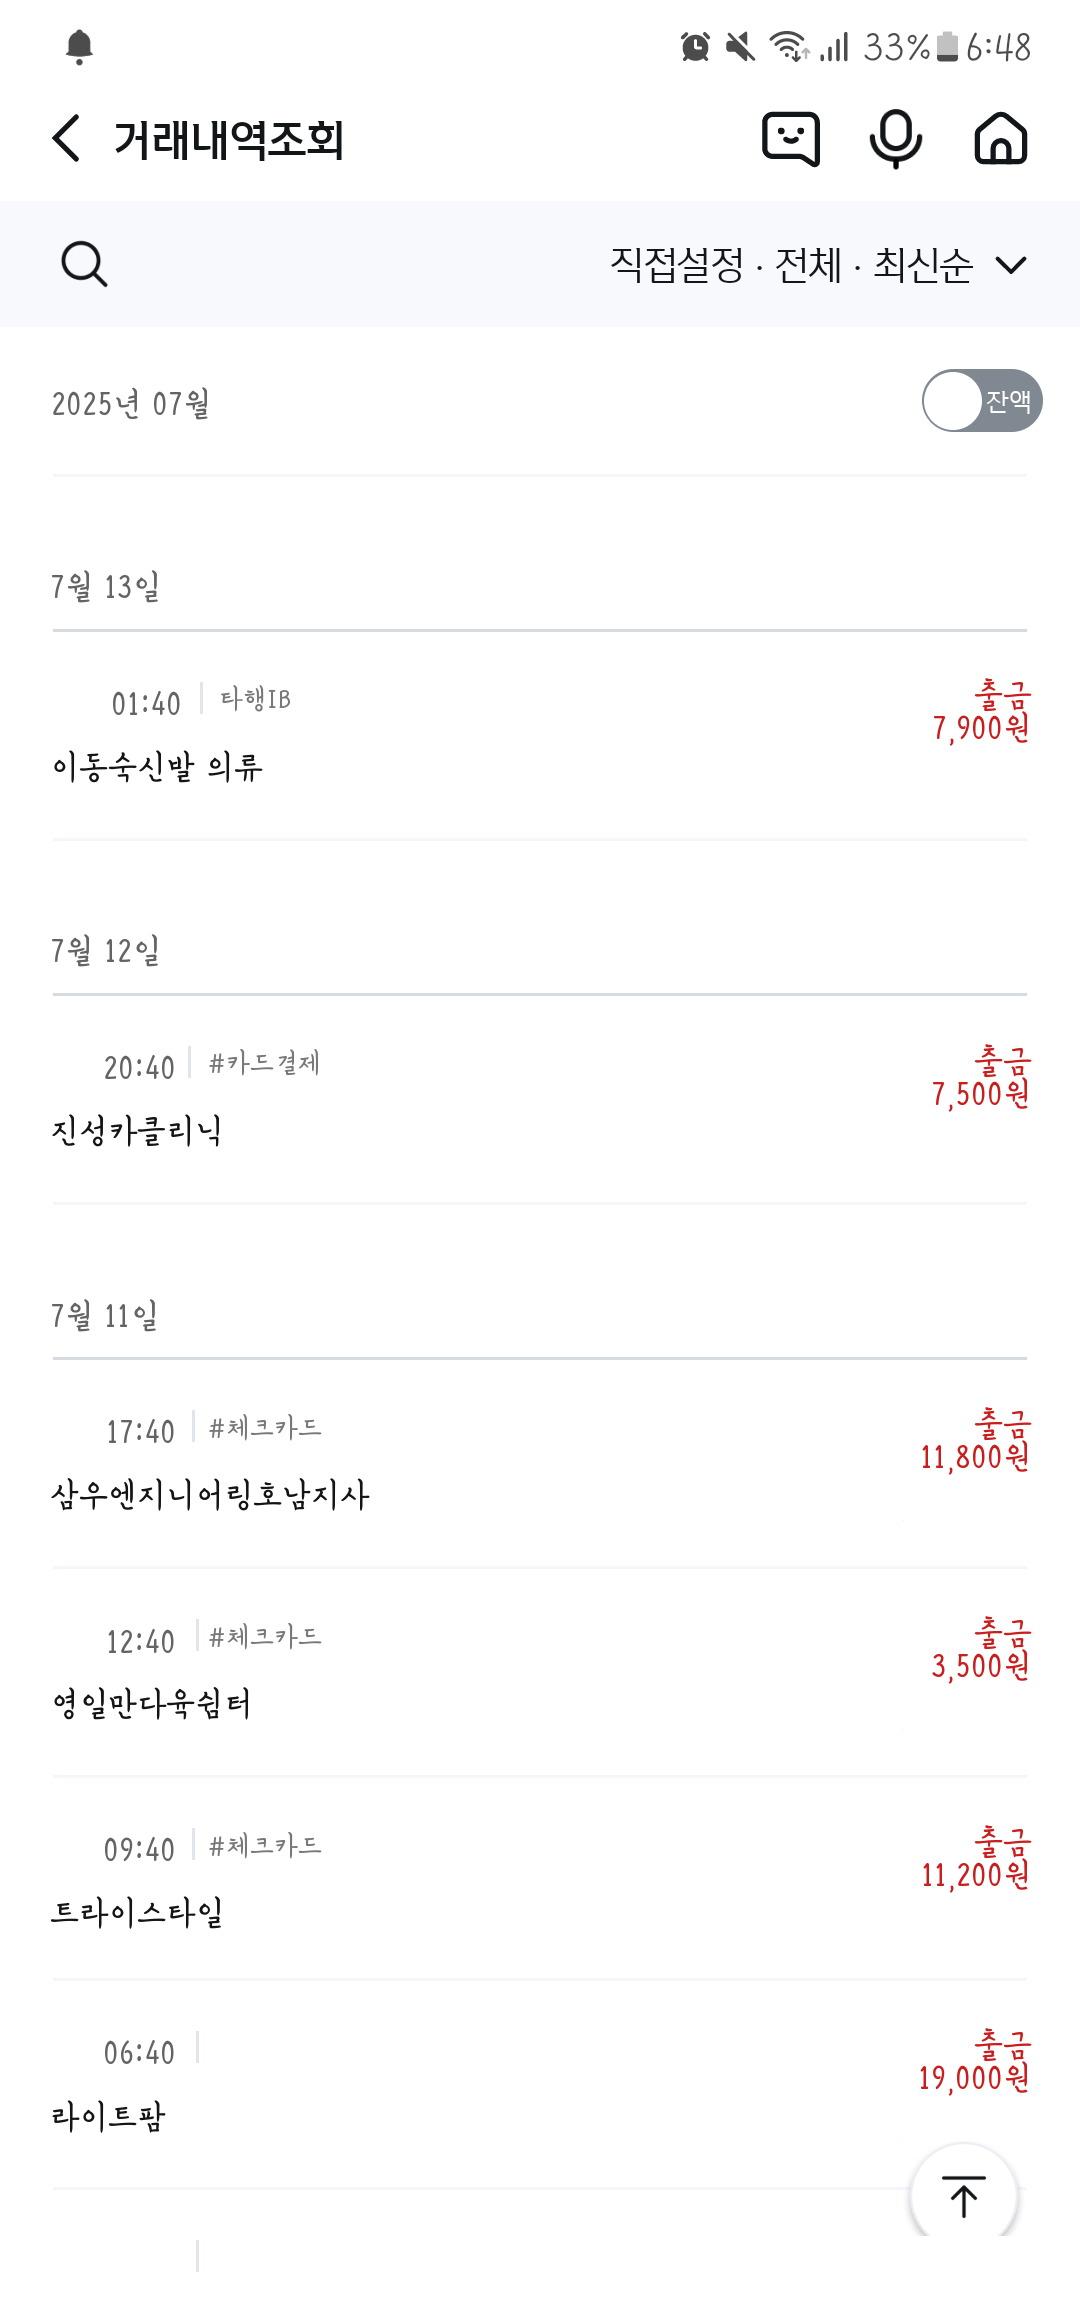 33% 6:48
거래내역조회
직접설정 · 전체 · 최신순
2025년 07월
잔액
7월 13일
01:40 타행IB
출금
7,900원
이동숙신발 의류
7월 12일
20:40 #카드결제
출금
7,500원
진성카클리닉
7월 11일
17:40 #체크카드
출금
11,800원
삼우엔지니어링호남지사
12:40 #체크카드
출금
3,500원
영일만다육쉼터
09:40 #체크카드
출금
11,200원
트라이스타일
06:40
출금
19,000원
라이트팜